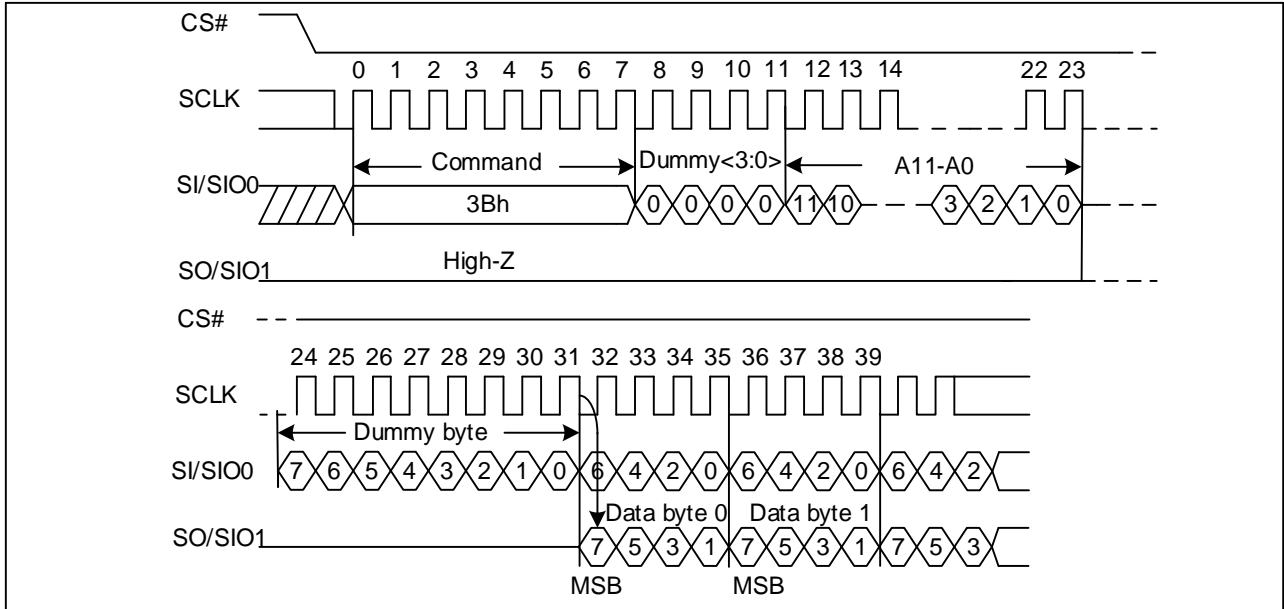 CS#
0 1 2 3 4 5 6 7 8 9 10 11 12 13 14 22 23
SCLK
Command Dummy<3:0> A11-A0
SI/SIO0 3Bh 0 0 0 0 11 10 3 2 1 0
High-Z
SO/SIO1
CS#
24 25 26 27 28 29 30 31 32 33 34 35 36 37 38 39
SCLK
Dummy byte
SI/SIO0 7 6 5 4 3 2 1 0 6 4 2 0 6 4 2 0 6 4 2
Data byte 0 Data byte 1
SO/SIO1 7 5 3 1 7 5 3 1 7 5 3
MSB MSB